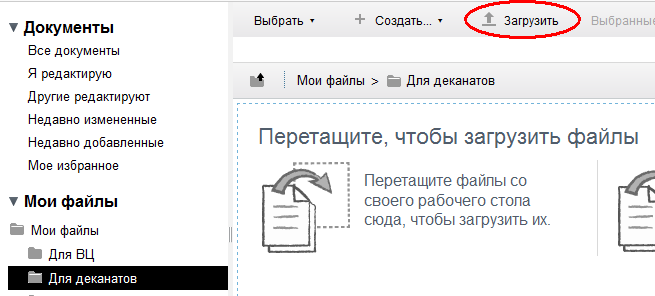 Документы
Все документы
Я редактирую
Другие редактируют
Недавно измененные
Недавно добавленные
Мое избранное
Мои файлы
Мои файлы
Для ВЦ
Для деканатов
Выбрать Создать... Загрузить Выбранные
Мои файлы > Для деканатов
Перетащите, чтобы загрузить файлы
Перетащите файлы со
своего рабочего стола
сюда, чтобы загрузить их.